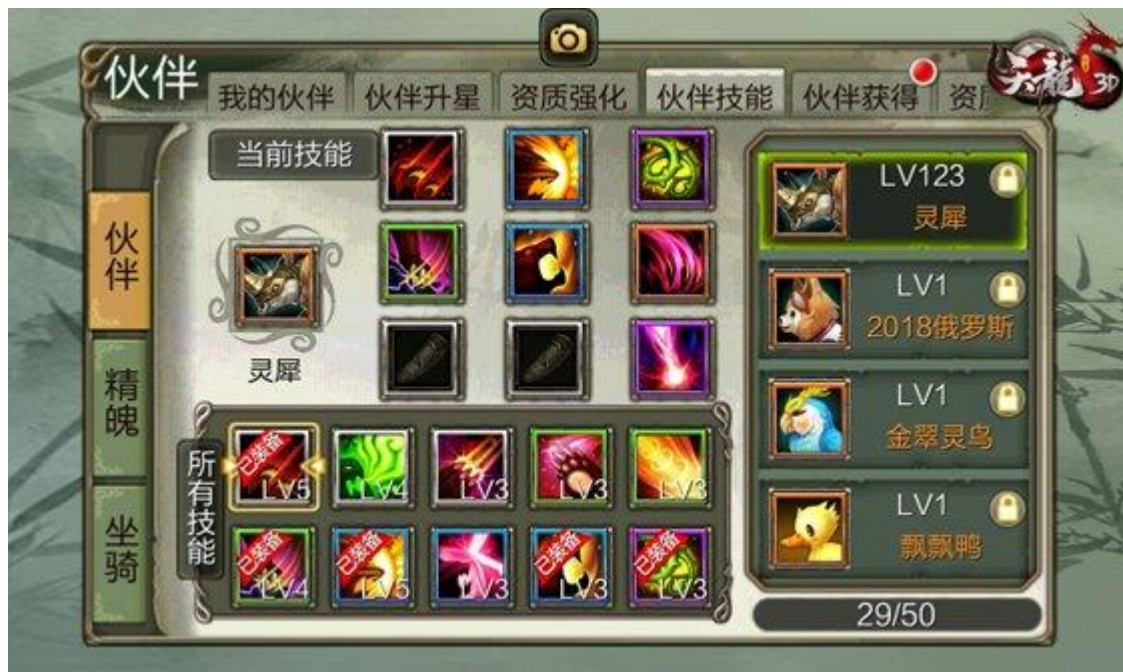 伙伴
我的伙伴
伙伴升星
资质强化
伙伴技能
伙伴获得
资
天龍3D
伙伴
精魄
坐骑
当前技能
灵犀
所有技能
已装备
LV5
LV4
LV3
LV3
LV3
已装备
LV4
已装备
LV5
LV3
已装备
LV3
已装备
LV3
LV123
灵犀
LV1
2018俄罗斯
LV1
金翠灵鸟
LV1
飘飘鸭
29/50